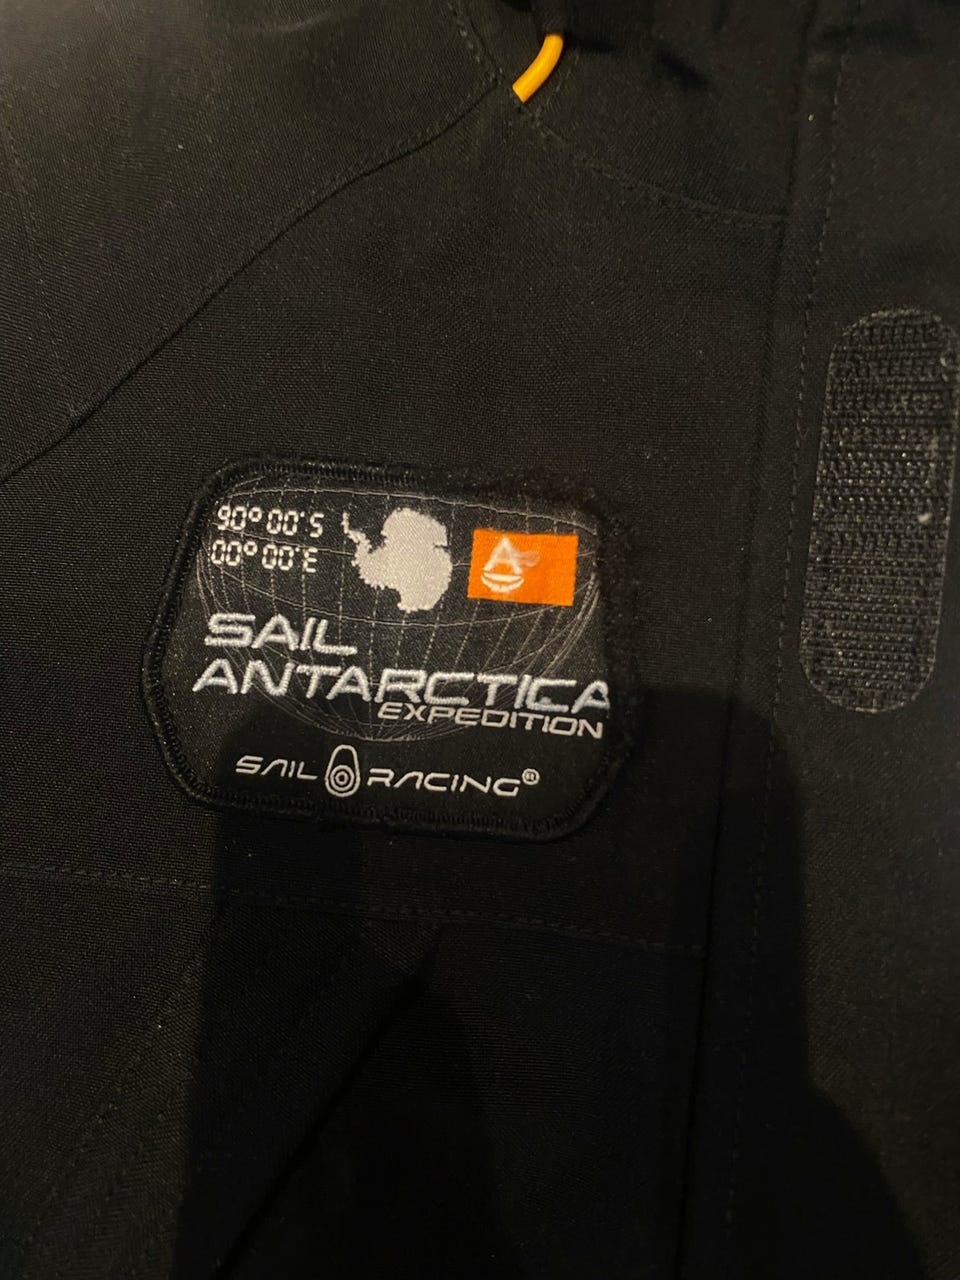 90°00'S
00°00'E
A
SAIL
ANTARCTICA
EXPEDITION
SAIL RACING®